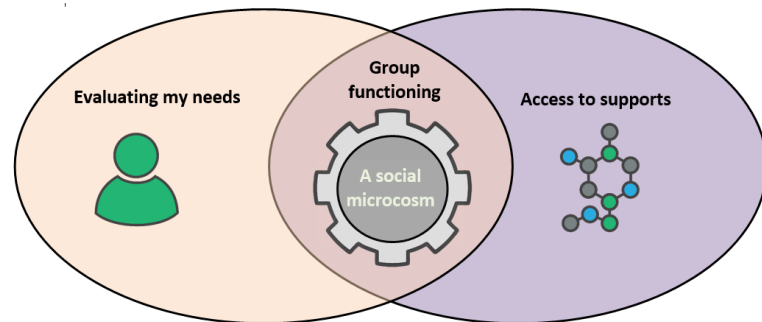 Evaluating my needs
Group
functioning
A social
microcosm
Access to supports